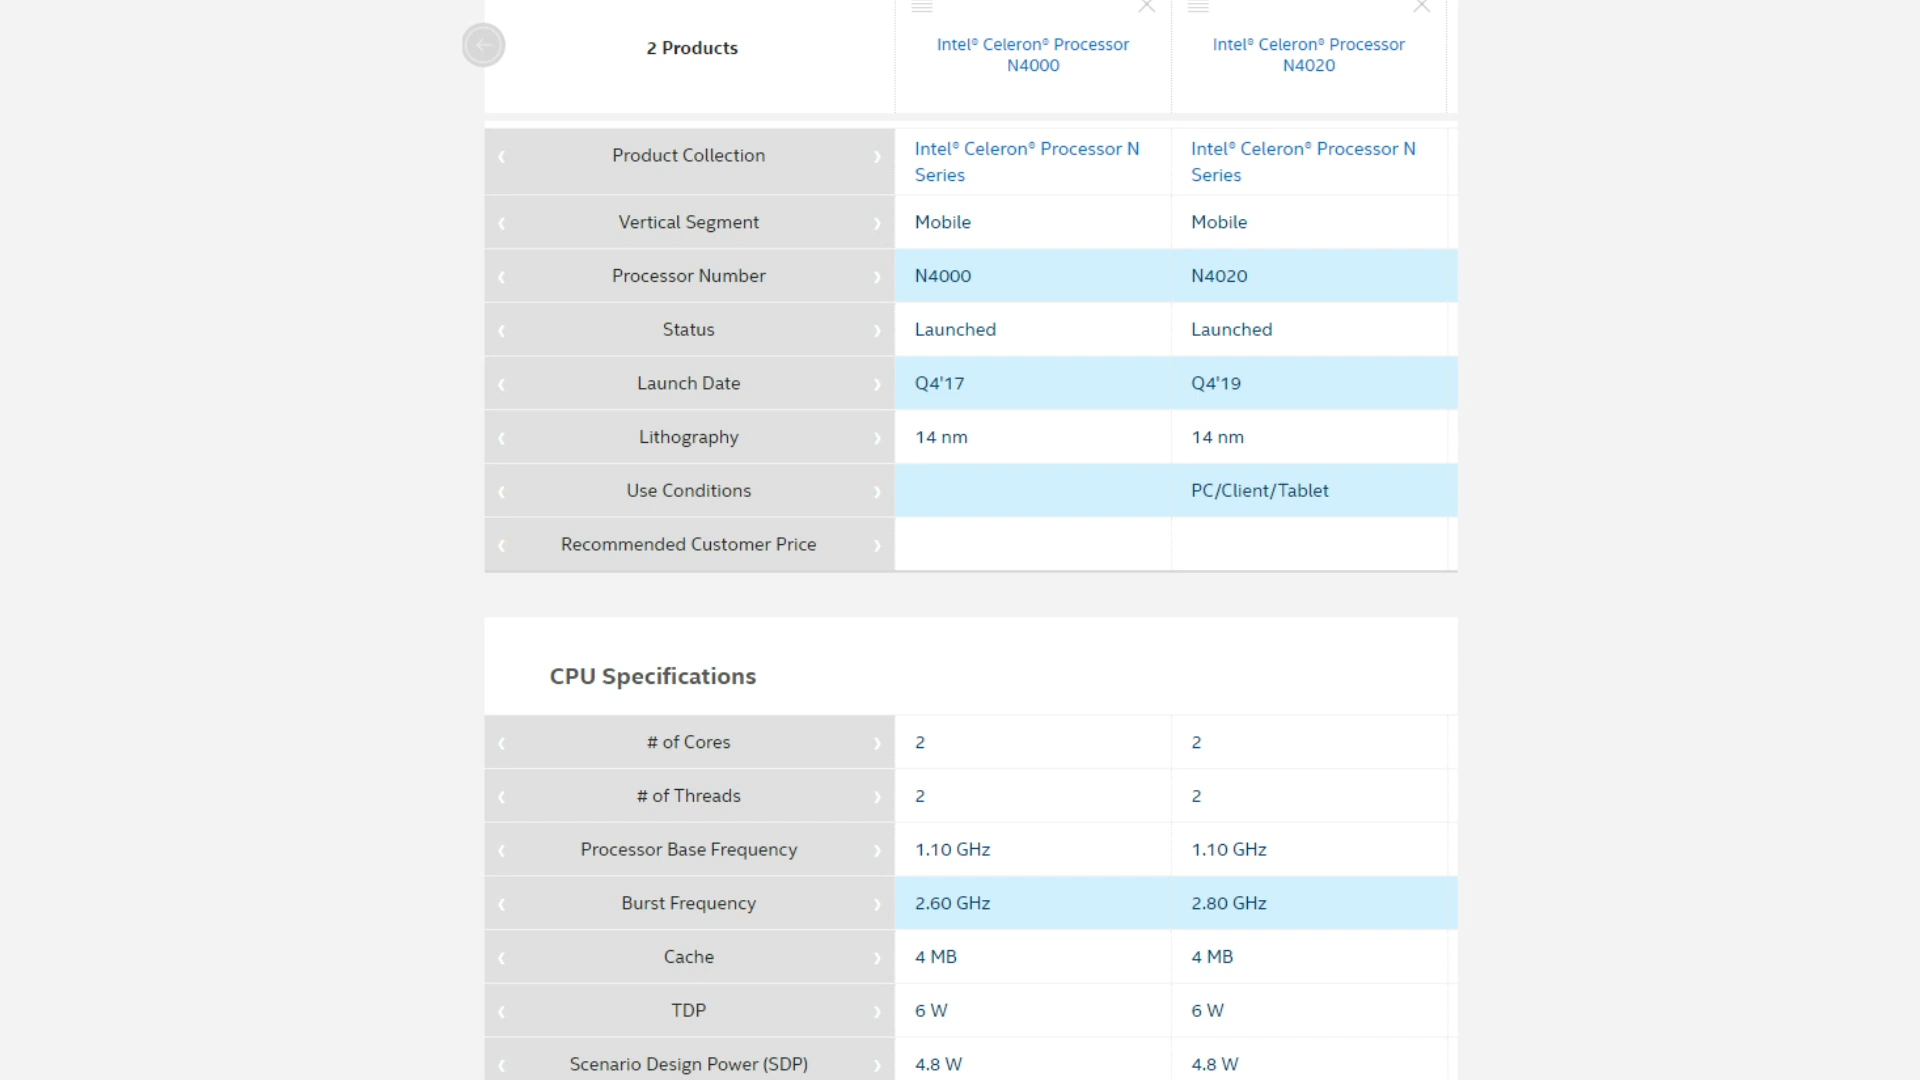 2 Products
Intel® Celeron® Processor
N4000
Intel® Celeron® Processor
N4020
Product Collection
Intel® Celeron® Processor N
Series
Intel® Celeron® Processor N
Series
Vertical Segment
Mobile
Mobile
Processor Number
N4000
N4020
Status
Launched
Launched
Launch Date
Q4'17
Q4'19
Lithography
14 nm
14 nm
Use Conditions
PC/Client/Tablet
Recommended Customer Price
CPU Specifications
# of Cores
2
2
# of Threads
2
2
Processor Base Frequency
1.10 GHz
1.10 GHz
Burst Frequency
2.60 GHz
2.80 GHz
Cache
4 MB
4 MB
TDP
6 W
6 W
Scenario Design Power (SDP)
4.8 W
4.8 W